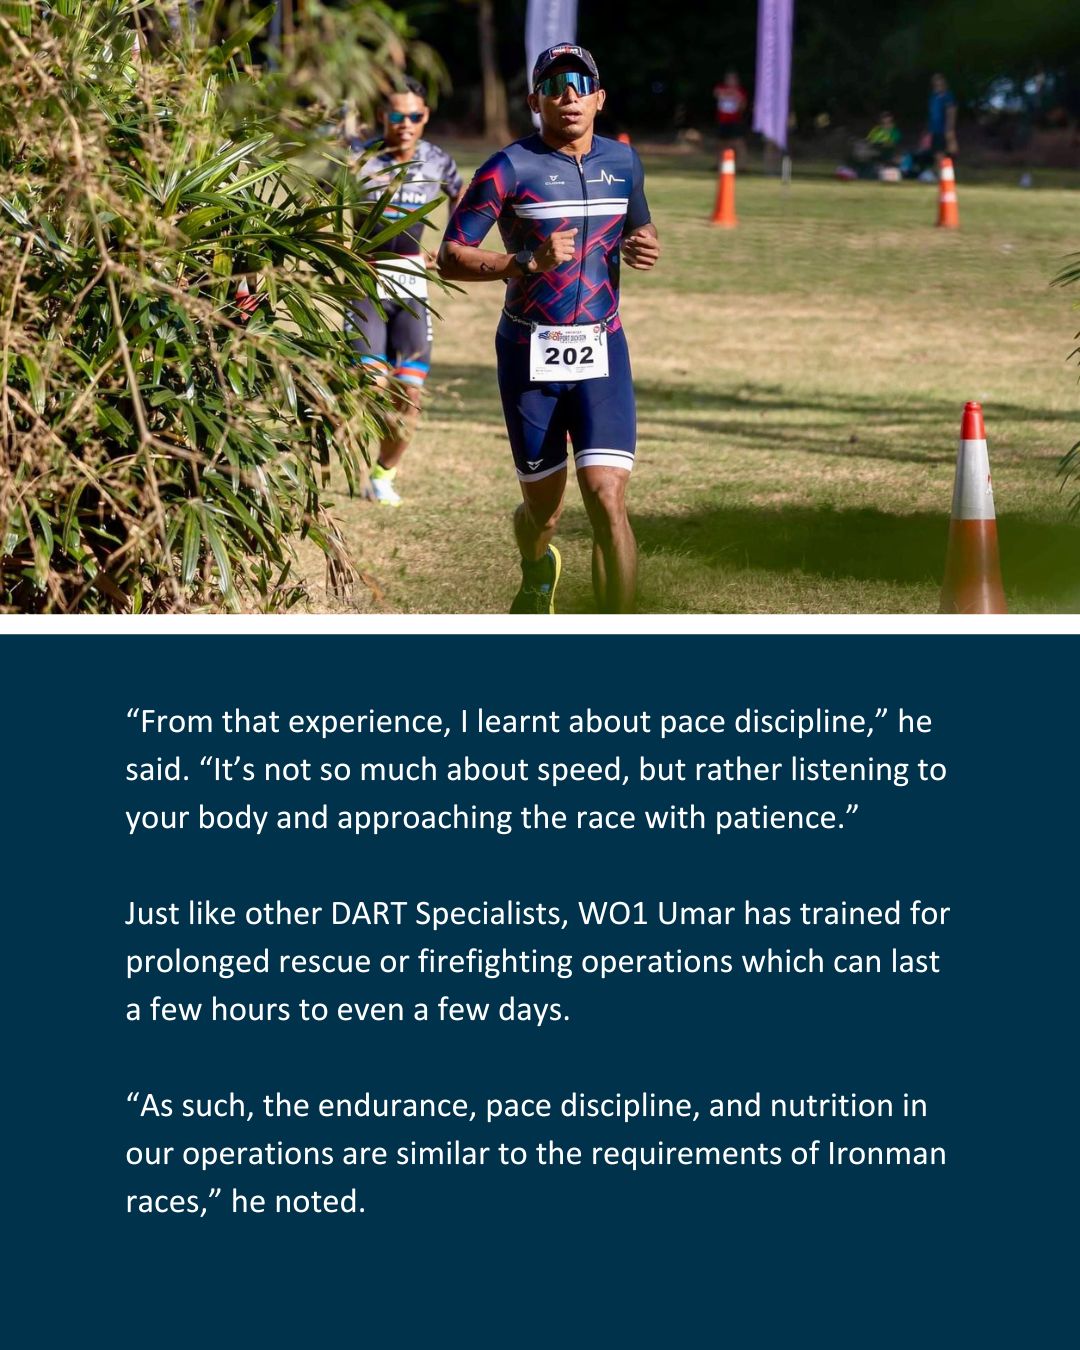 PORT DICKSON
202
108
“From that experience, I learnt about pace discipline,” he
said. “It’s not so much about speed, but rather listening to
your body and approaching the race with patience.”
Just like other DART Specialists, WO1 Umar has trained for
prolonged rescue or firefighting operations which can last
a few hours to even a few days.
“As such, the endurance, pace discipline, and nutrition in
our operations are similar to the requirements of Ironman
races,” he noted.